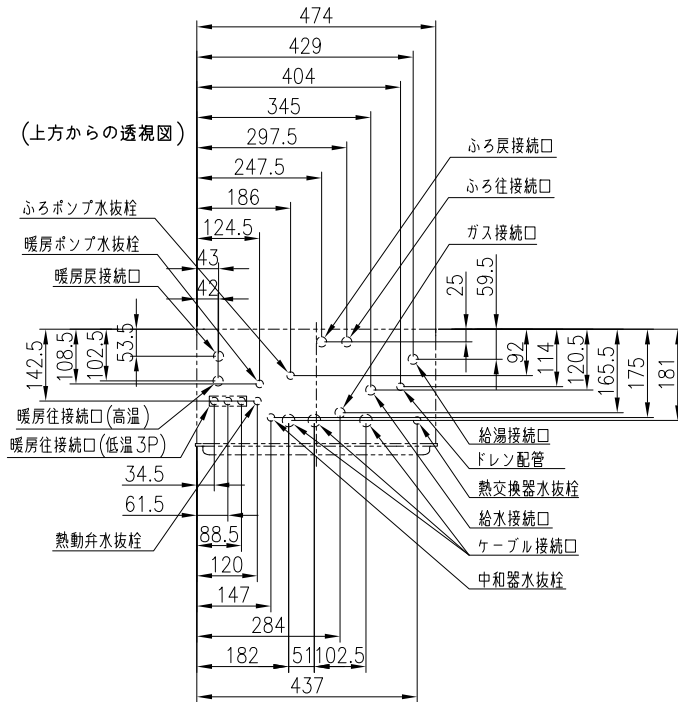 474
429
404
345
(上方からの透視図)
297.5
ふろ戻接続口
247.5
ふろ往接続口
186
ふろポンプ水抜栓
124.5
ガス接続口
暖房ポンプ水抜栓
43
暖房戻接続口
42
25
59.5
142.5
108.5
102.5
53.5
92
114
120.5
165.5
175
181
暖房往接続口(高温)
給湯接続口
暖房往接続口(低温3P)
ドレン配管
34.5
熱交換器水抜栓
61.5
給水接続口
88.5
熱動弁水抜栓
ケーブル接続口
120
中和器水抜栓
147
284
182
51
102.5
437